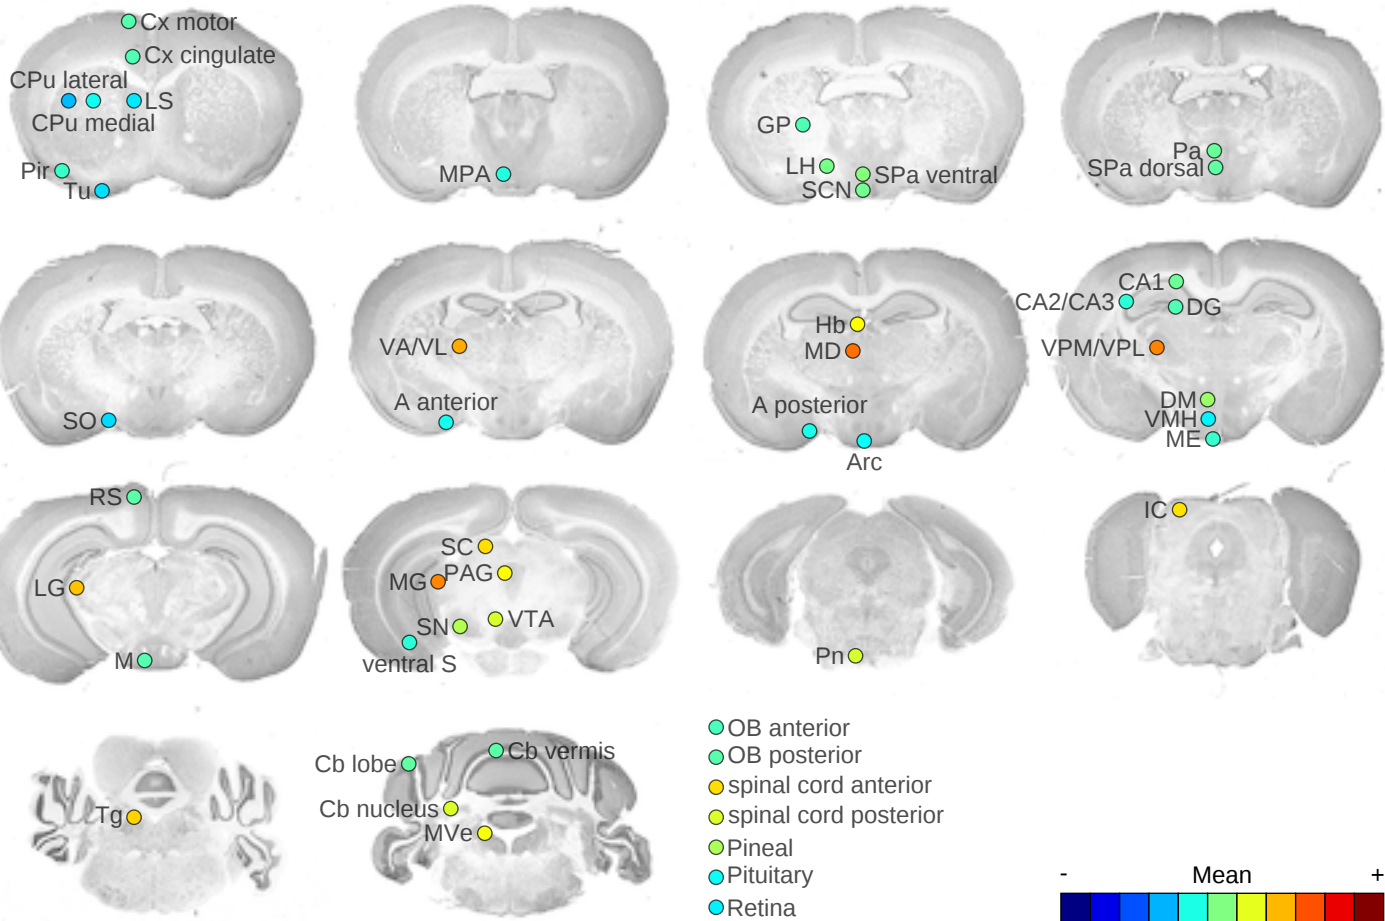 Cx motor
Cx cingulate
CPu lateral
LS
CPu medial
Pir
Tu
MPA
GP
LH
SPa ventral
SCN
Pa
SPa dorsal
SO
VA/VL
A anterior
Hb
MD
A posterior
Arc
CA1
CA2/CA3
DG
VPM/VPL
DM
VMH
ME
RS
LG
M
SC
MG
PAG
SN
VTA
ventral S
Pn
IC
Tg
Cb lobe
Cb vermis
Cb nucleus
MVe
OB anterior
OB posterior
spinal cord anterior
spinal cord posterior
Pineal
Pituitary
Retina
- Mean +